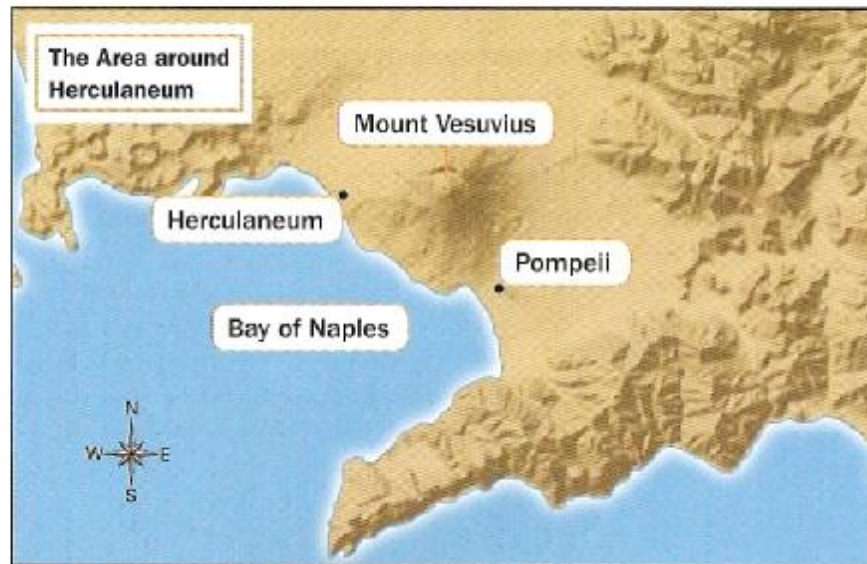 The Area around
Herculaneum
Mount Vesuvius
Herculaneum
Pompeii
Bay of Naples
N
W E
S